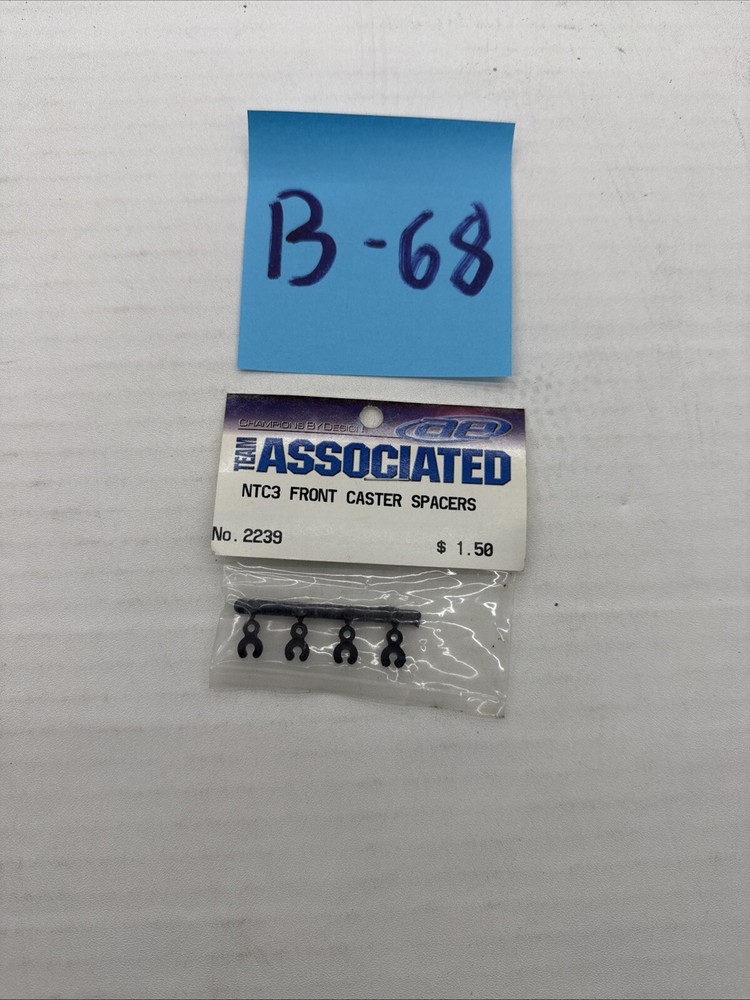 B-68
CHAMPIONS BY DESIGN
ae
TEAM ASSOCIATED
NTC3 FRONT CASTER SPACERS
No. 2239 $ 1.50